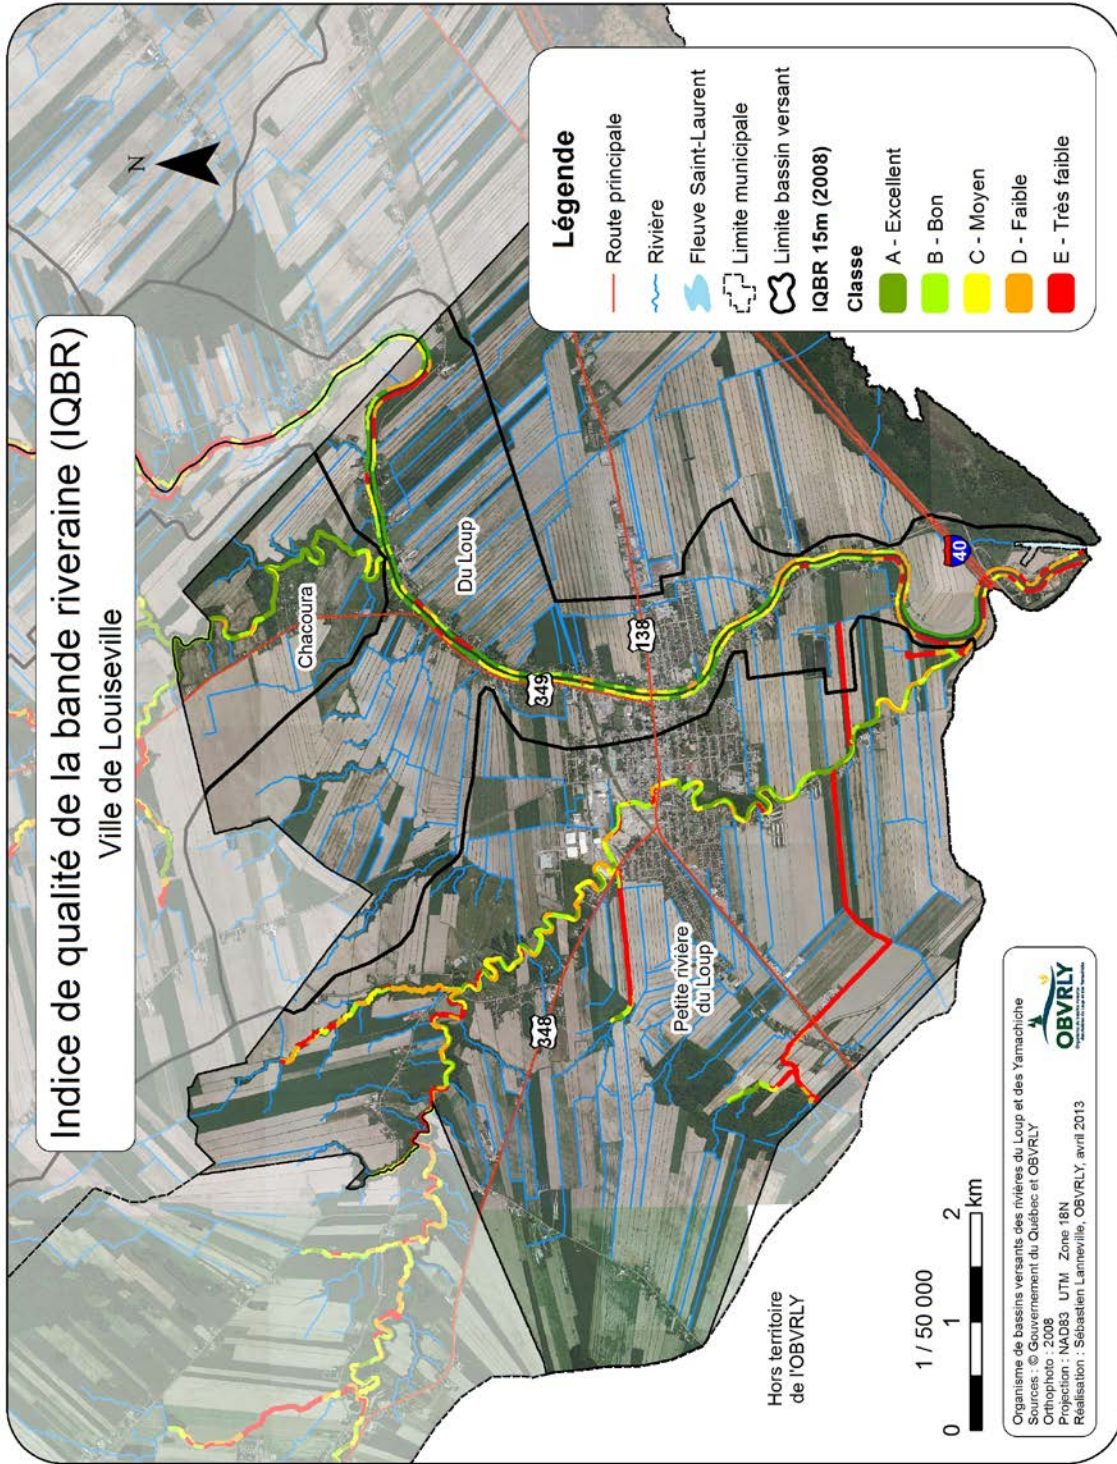 Indice de qualité de la bande riveraine (IQBR)
Ville de Louiseville
N
Légende
Route principale
Rivière
Fleuve Saint-Laurent
Limite municipale
Limite bassin versant
IQBR 15m (2008)
Classe
A - Excellent
B - Bon
C - Moyen
D - Faible
E - Très faible
Chacoura
Du Loup
349
138
40
348
Petite rivière
du Loup
Hors territoire
de l'OBVRLY
1 / 50 000
0 1 2 km
Organisme de bassins versants des rivières du Loup et des Yamachiche
Sources : © Gouvernement du Québec et OBVRLY
Orthophoto : 2008
Projection : NAD83 UTM Zone 18N
Réalisation : Sébastien Lanneville, OBVRLY, avril 2013
OBVRLY